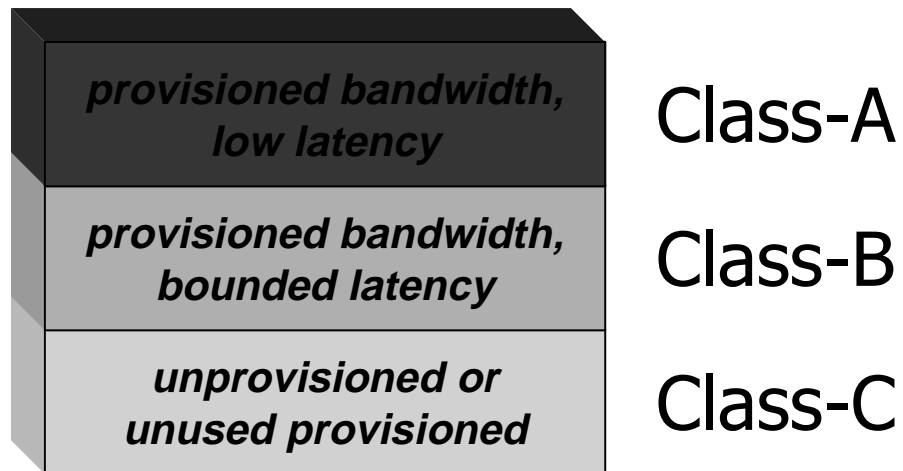 provisioned bandwidth,
low latency
Class-A
provisioned bandwidth,
bounded latency
Class-B
unprovisioned or
unused provisioned
Class-C